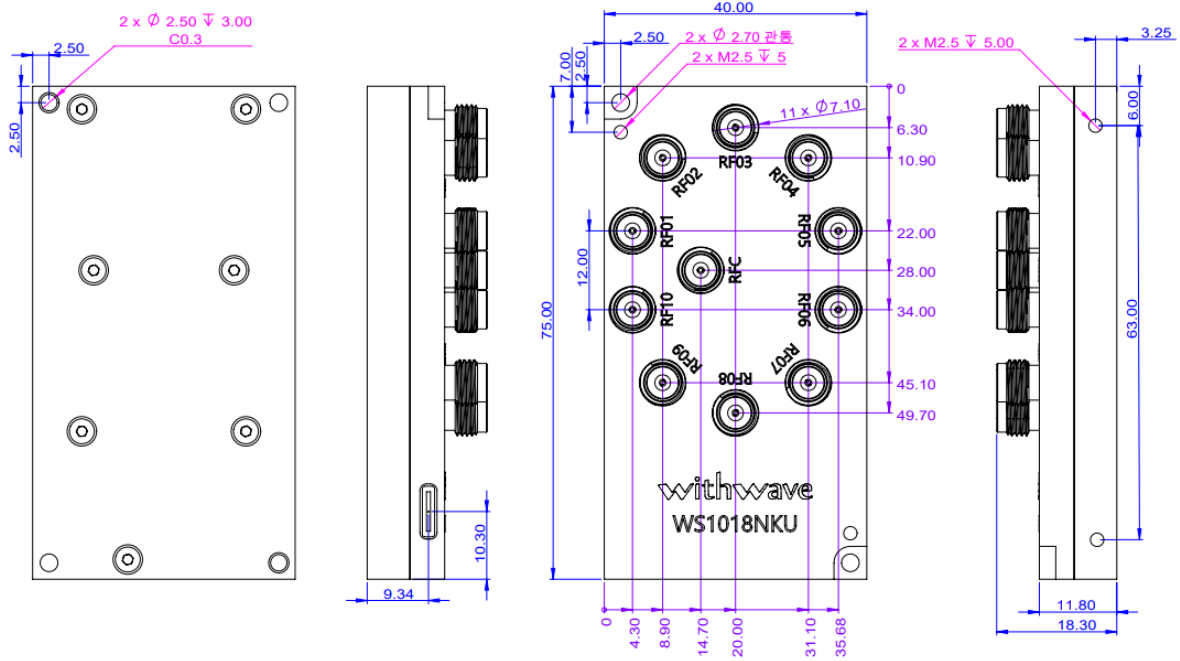 2 x Ø 2.50 ↧ 3.00
C0.3
2.50
2.50
9.34
10.30
40.00
2.50
2 x Ø 2.70 관통
2 x M2.5 ↧ 5
7.00
2.50
11 x Ø7.10
75.00
12.00
RF03
RF02
RF04
RF01
RF05
RFC
RF10
RF06
RF09
RF07
RF08
withwave
WS1018NKU
0
6.30
10.90
22.00
28.00
34.00
45.10
49.70
0
4.30
8.90
14.70
20.00
31.10
35.68
2 x M2.5 ↧ 5.00
3.25
6.00
63.00
11.80
18.30